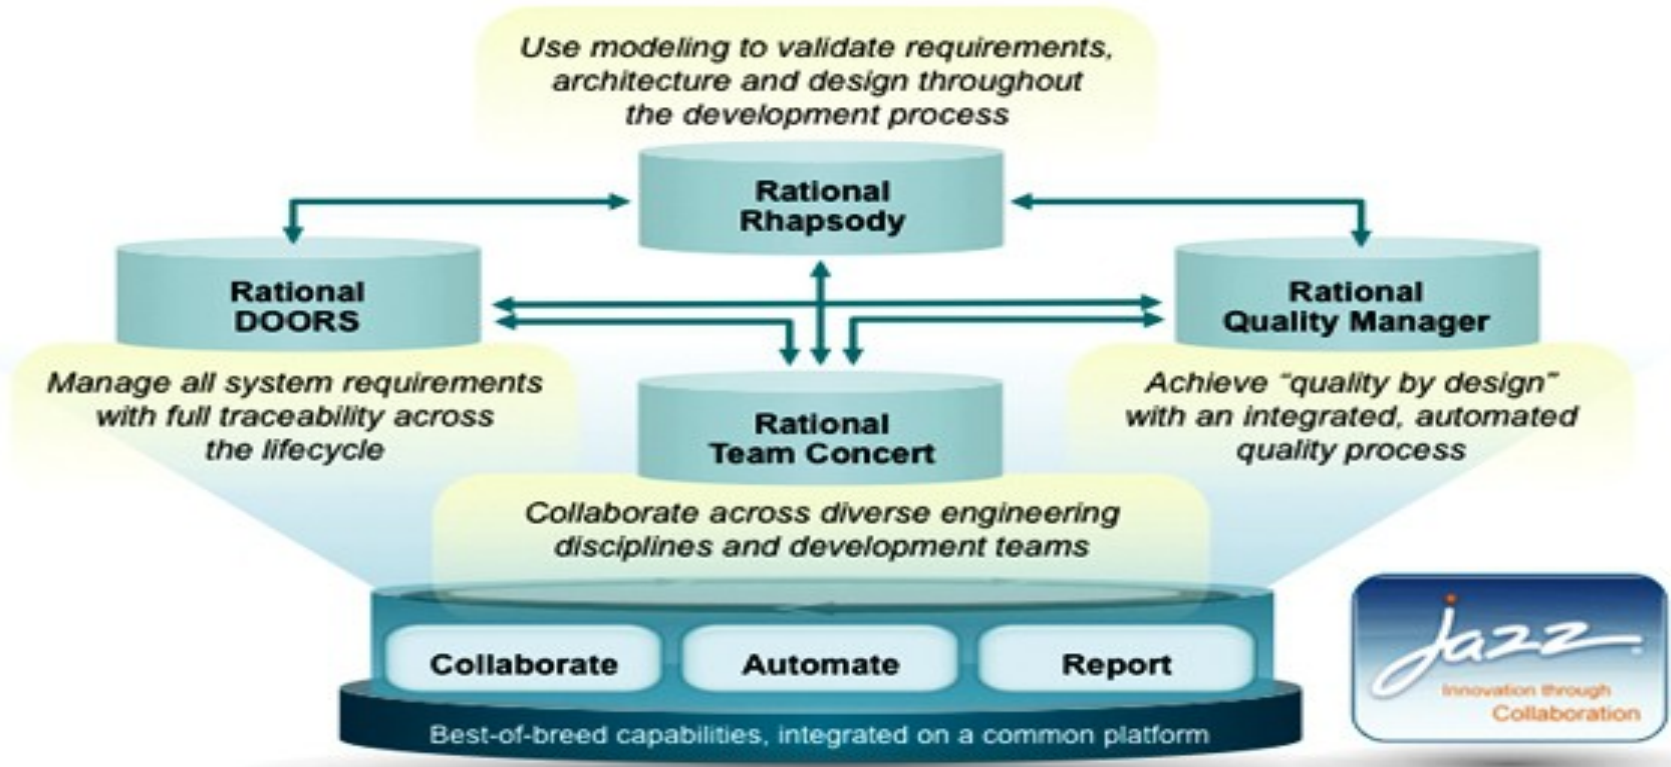 Use modeling to validate requirements,
architecture and design throughout
the development process
Rational
Rhapsody
Rational
DOORS
Rational
Quality Manager
Manage all system requirements
with full traceability across
the lifecycle
Rational
Team Concert
Achieve “quality by design”
with an integrated, automated
quality process
Collaborate across diverse engineering
disciplines and development teams
Collaborate
Automate
Report
Best-of-breed capabilities, integrated on a common platform
jazz
Innovation through
Collaboration